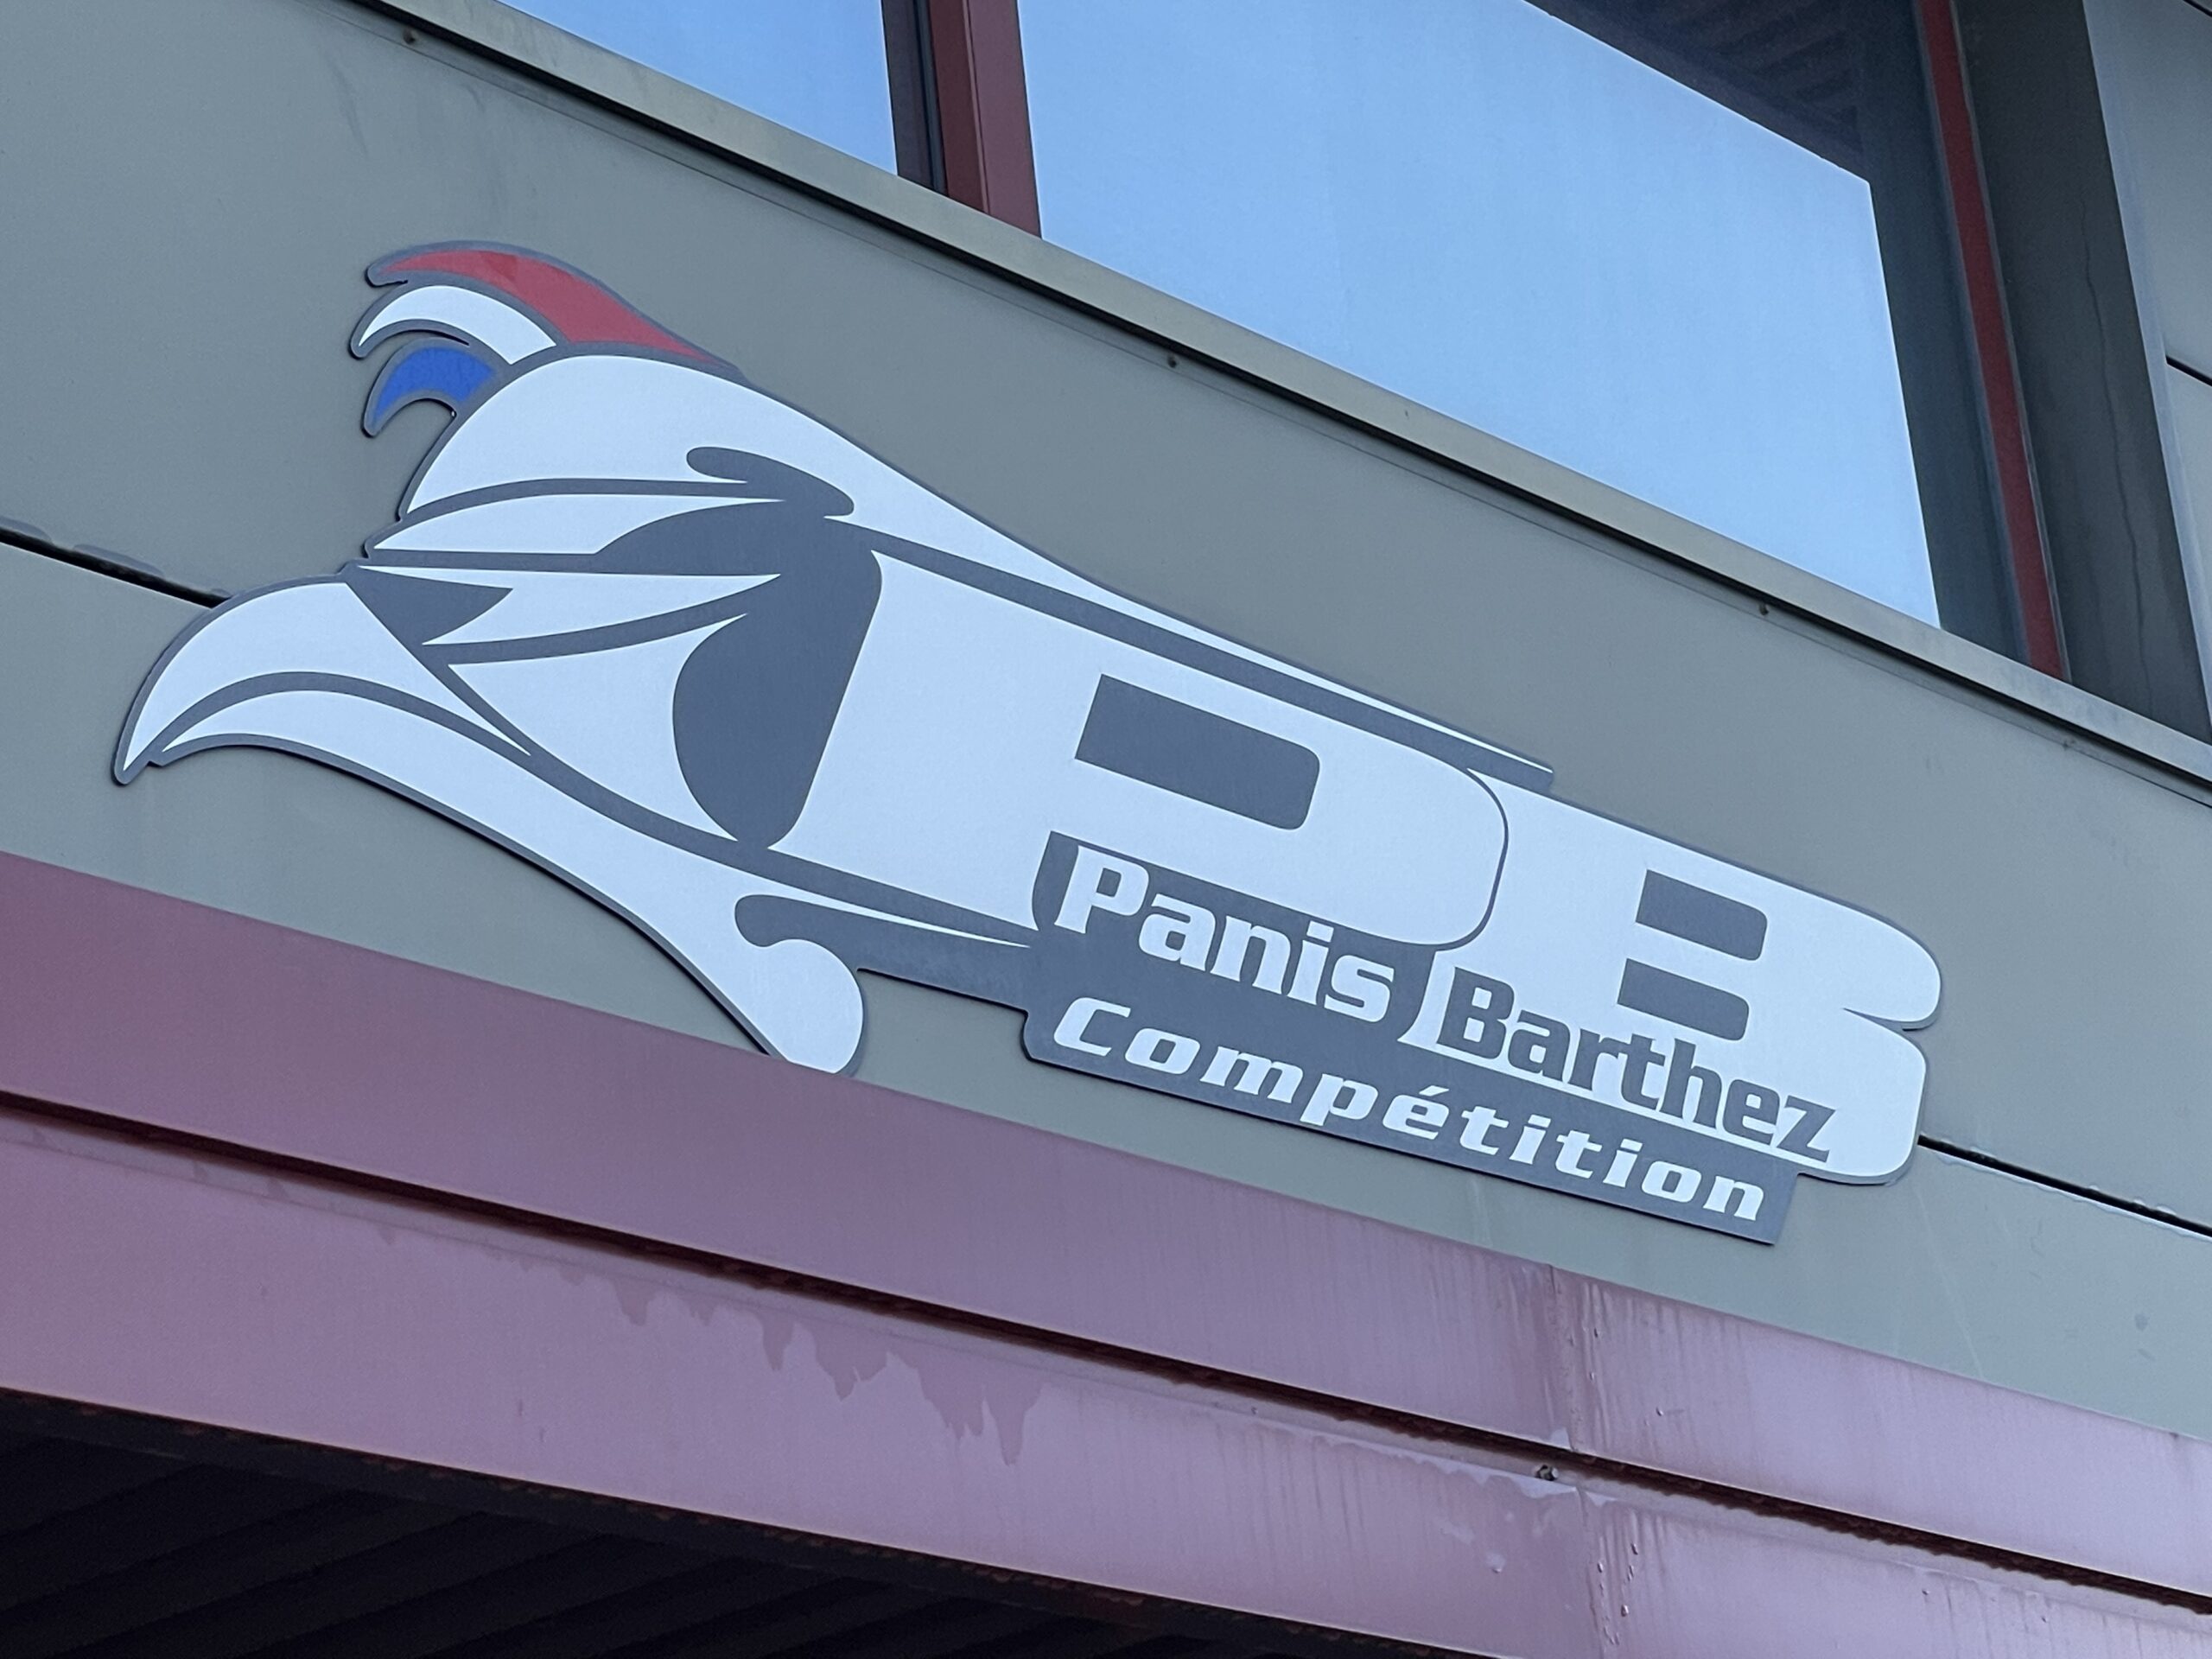 PB
Panis Barthez
Compétition